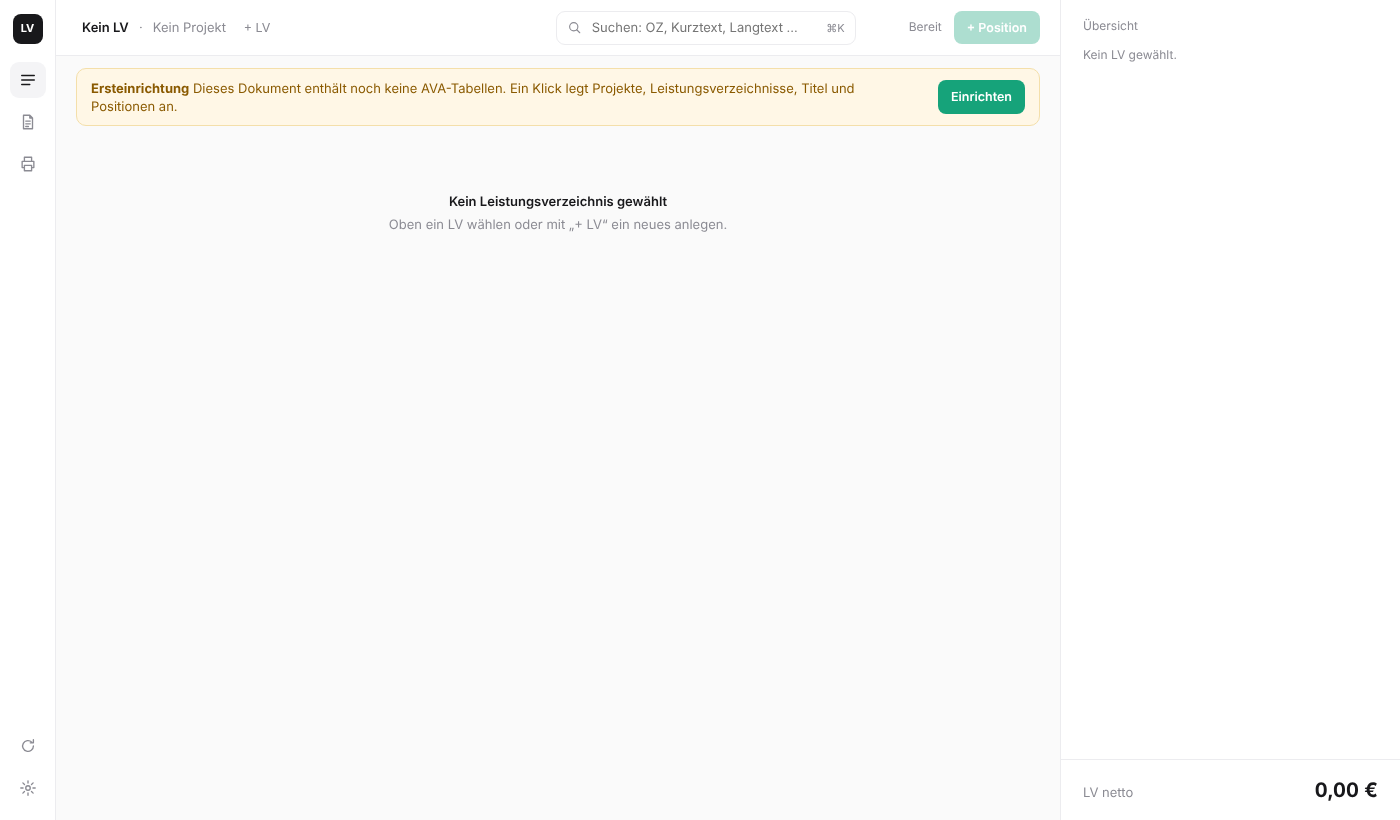 LV
Kein LV · Kein Projekt + LV
Suchen: OZ, Kurztext, Langtext ... ⌘K
Bereit
+ Position
Ersteinrichtung Dieses Dokument enthält noch keine AVA-Tabellen. Ein Klick legt Projekte, Leistungsverzeichnisse, Titel und
Positionen an.
Einrichten
Kein Leistungsverzeichnis gewählt
Oben ein LV wählen oder mit „+ LV“ ein neues anlegen.
Übersicht
Kein LV gewählt.
LV netto 0,00 €